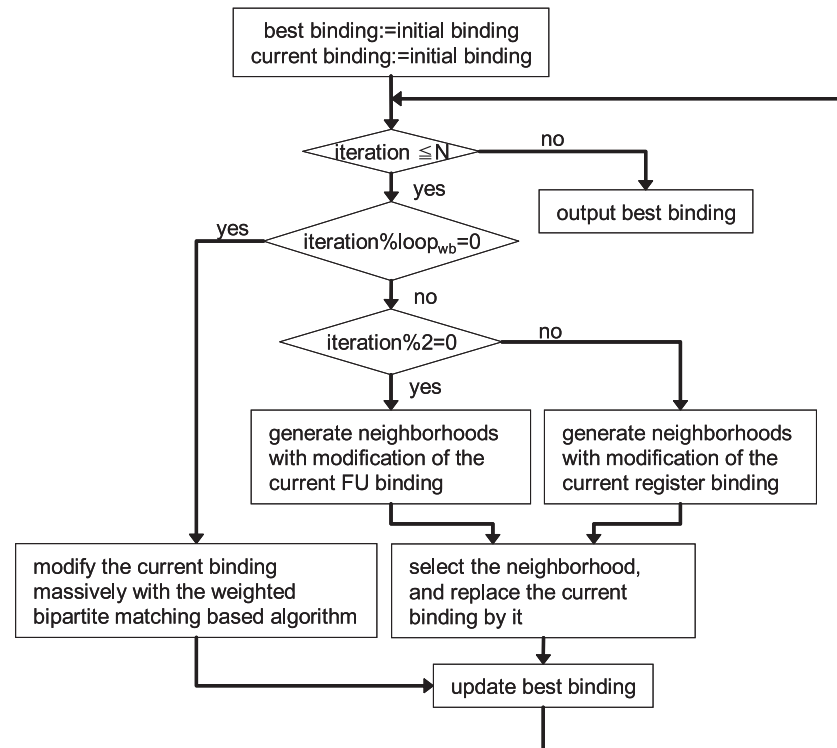 best binding:=initial binding
current binding:=initial binding
iteration ≦N
no
yes
output best binding
yes
iteration%loopwb=0
no
iteration%2=0
no
yes
generate neighborhoods
with modification of the
current FU binding
generate neighborhoods
with modification of the
current register binding
modify the current binding
massively with the weighted
bipartite matching based algorithm
select the neighborhood,
and replace the current
binding by it
update best binding